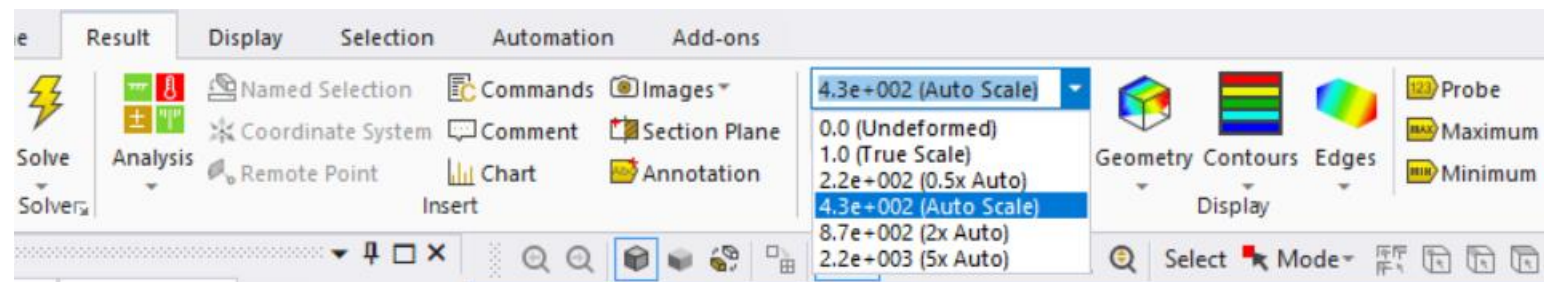 e Result Display Selection Automation Add-ons
Named Selection Commands Images 4.3e+002 (Auto Scale) 123 Probe
Coordinate System Comment Section Plane 0.0 (Undeformed) MAX Maximum
Solve Analysis 1.0 (True Scale) Geometry Contours Edges
Remote Point Chart Annotation 2.2e+002 (0.5x Auto) MIN Minimum
Solver Insert 4.3e+002 (Auto Scale) Display
8.7e+002 (2x Auto)
2.2e+003 (5x Auto) Select Mode